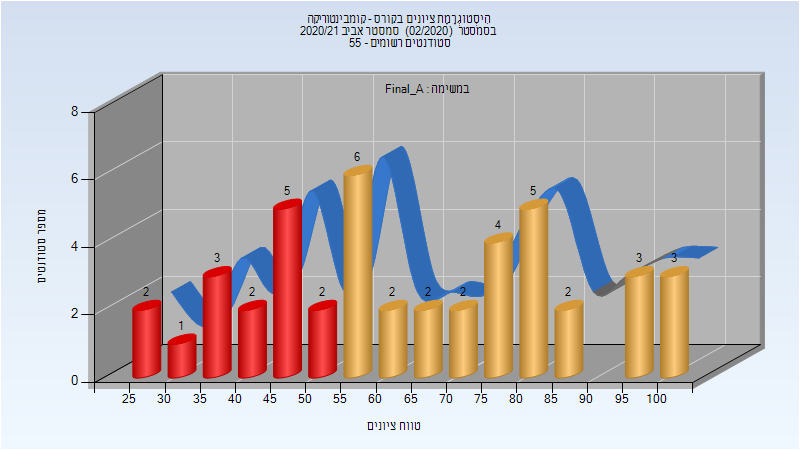 היסטוגרמת ציונים בקורס - קומבינטוריקה
בסמסטר (02/2020) סמסטר אביב 2020/21
סטודנטים רשומים - 55
במשימה : Final_A
מספר סטודנטים
8
6
4
2
0
2
1
3
2
5
2
6
2
2
2
4
5
2
3
3
25 30 35 40 45 50 55 60 65 70 75 80 85 90 95 100
טווח ציונים